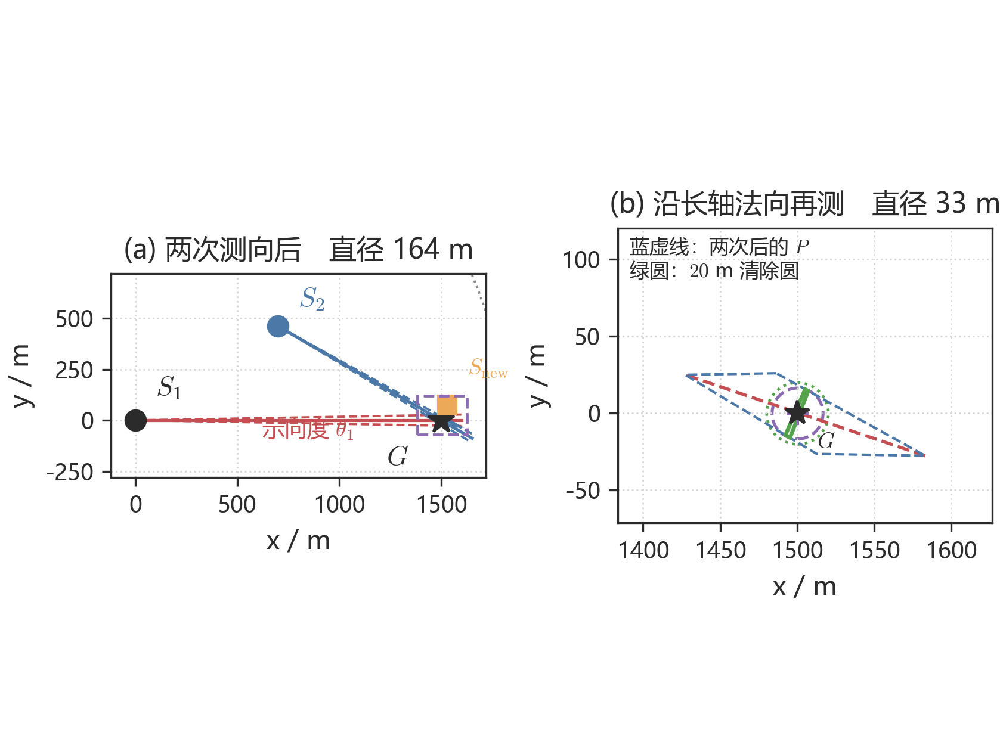 (a) 两次测向后　直径 164 m
500
250
0
-250
y / m
S₂
S₁
Sₙₑw
示向度 θ₁
G
0
500
1000
1500
x / m
(b) 沿长轴法向再测　直径 33 m
蓝虚线：两次后的 P
绿圆：20 m 清除圆
100
50
0
-50
y / m
G
1400
1450
1500
1550
1600
x / m